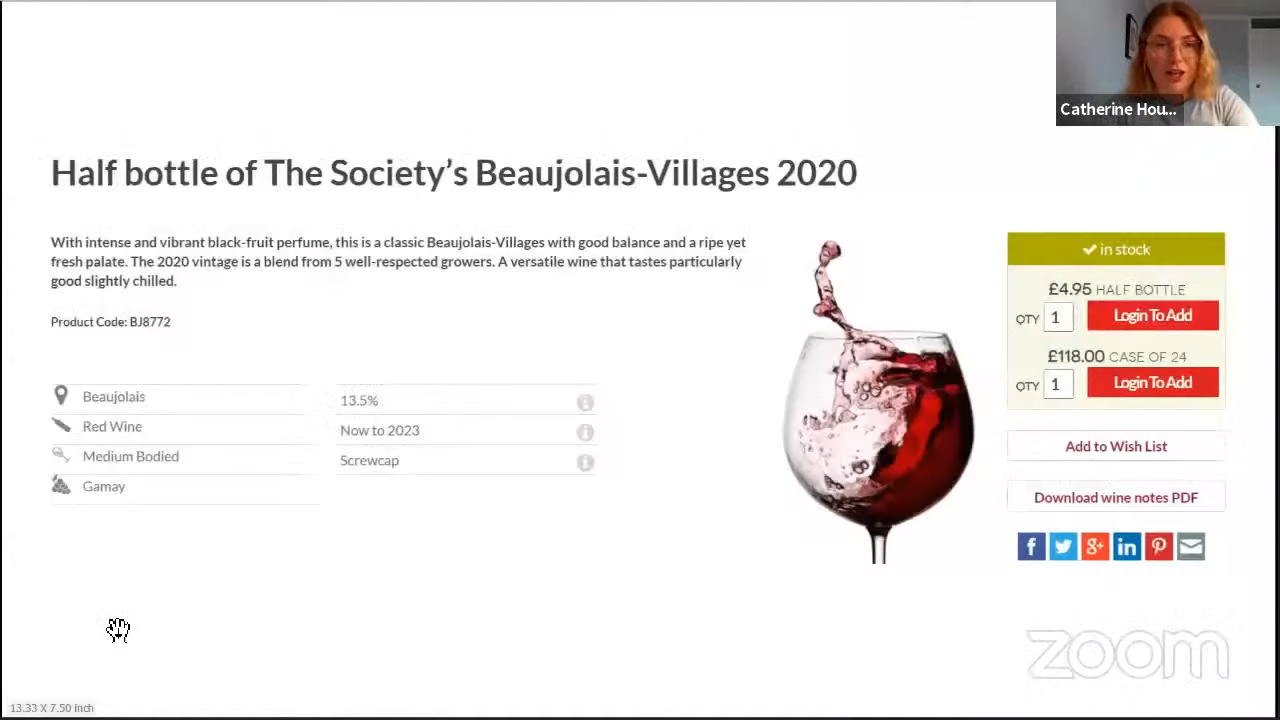 Catherine Hou...
Half bottle of The Society's Beaujolais-Villages 2020
With intense and vibrant black-fruit perfume, this is a classic Beaujolais-Villages with good balance and a ripe yet
fresh palate. The 2020 vintage is a blend from 5 well-respected growers. A versatile wine that tastes particularly
good slightly chilled.
Product Code: BJ8772
Beaujolais
Red Wine
Medium Bodied
Gamay
13.5%
Now to 2023
Screwcap
in stock
£4.95 HALF BOTTLE
QTY 1 Login To Add
£118.00 CASE OF 24
QTY 1 Login To Add
Add to Wish List
Download wine notes PDF
f 8+ in P
zoom
13.33 X 7.50 Inch